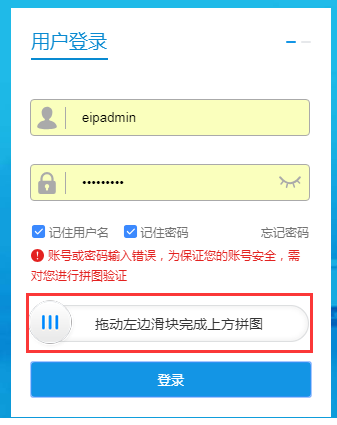 用户登录
eipadmin
•••••••••
记住用户名 记住密码 忘记密码
账号或密码输入错误，为保证您的账号安全，需
对您进行拼图验证
拖动左边滑块完成上方拼图
登录